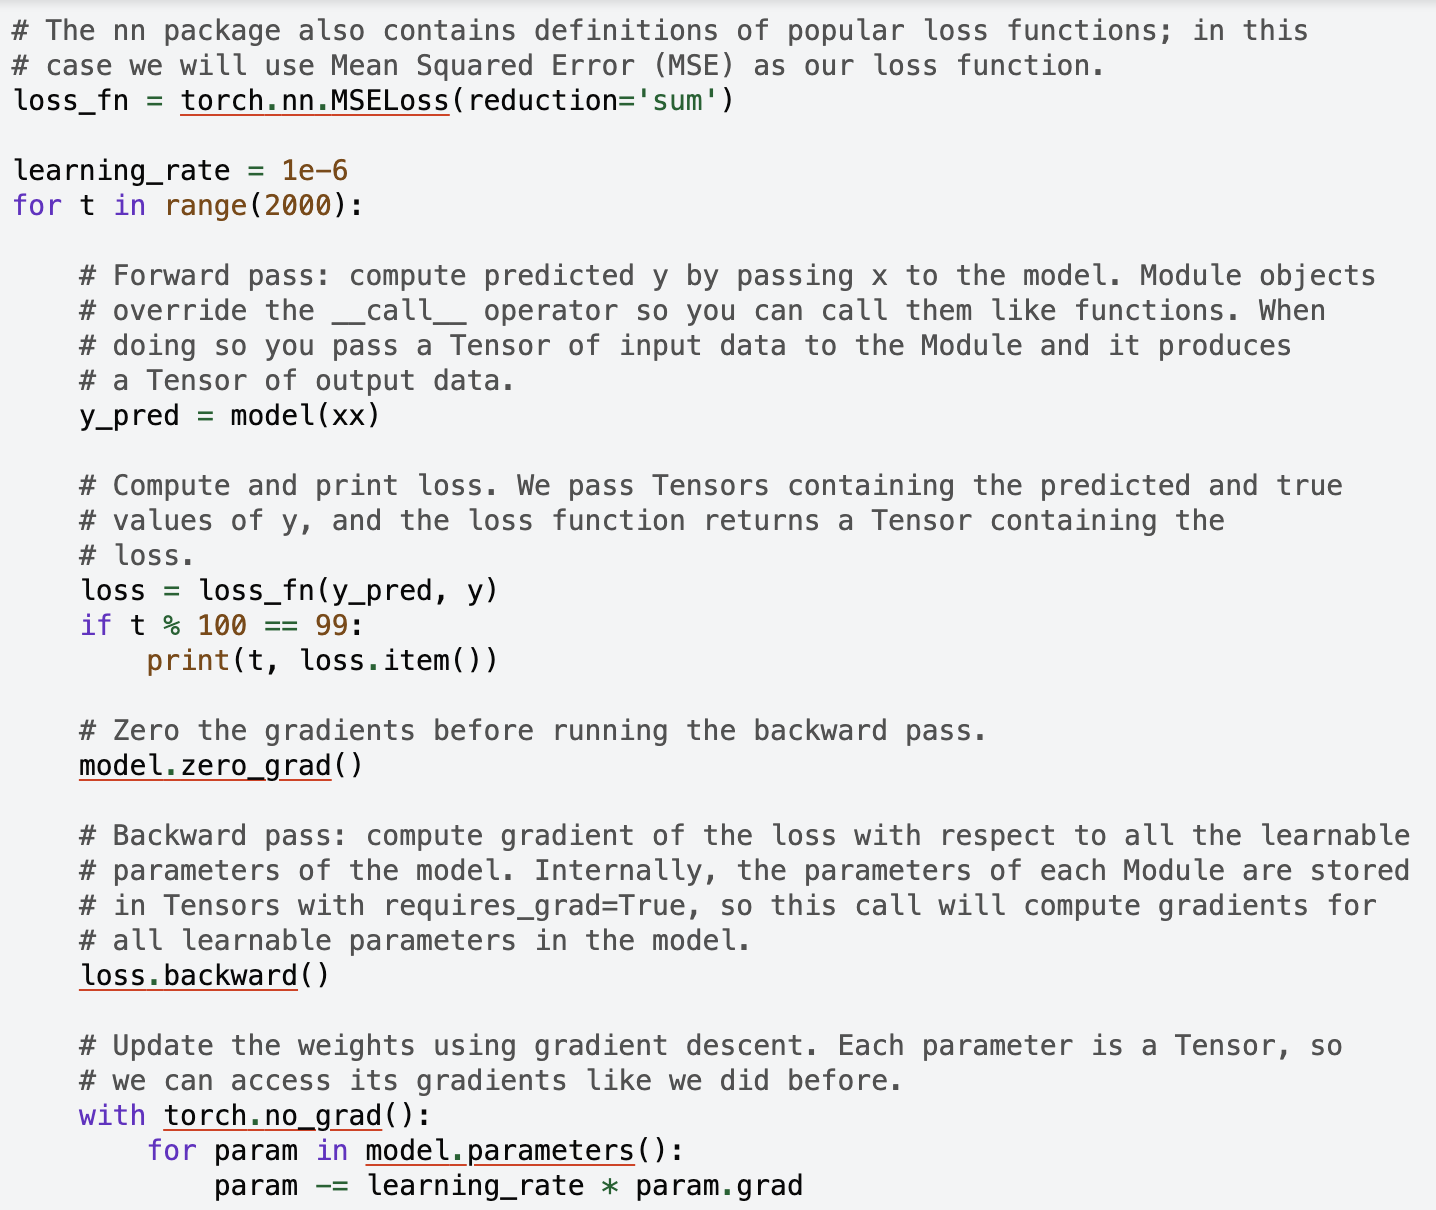 # The nn package also contains definitions of popular loss functions; in this
# case we will use Mean Squared Error (MSE) as our loss function.
loss_fn = torch.nn.MSELoss(reduction='sum')

learning_rate = 1e-6
for t in range(2000):

    # Forward pass: compute predicted y by passing x to the model. Module objects
    # override the __call__ operator so you can call them like functions. When
    # doing so you pass a Tensor of input data to the Module and it produces
    # a Tensor of output data.
    y_pred = model(xx)

    # Compute and print loss. We pass Tensors containing the predicted and true
    # values of y, and the loss function returns a Tensor containing the
    # loss.
    loss = loss_fn(y_pred, y)
    if t % 100 == 99:
        print(t, loss.item())

    # Zero the gradients before running the backward pass.
    model.zero_grad()

    # Backward pass: compute gradient of the loss with respect to all the learnable
    # parameters of the model. Internally, the parameters of each Module are stored
    # in Tensors with requires_grad=True, so this call will compute gradients for
    # all learnable parameters in the model.
    loss.backward()

    # Update the weights using gradient descent. Each parameter is a Tensor, so
    # we can access its gradients like we did before.
    with torch.no_grad():
        for param in model.parameters():
            param -= learning_rate * param.grad